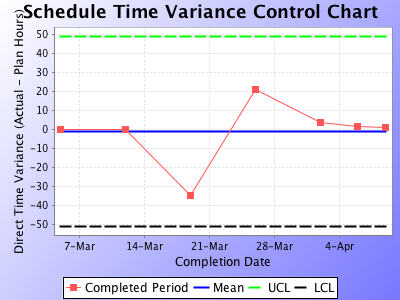 Schedule Time Variance Control Chart
Direct Time Variance (Actual - Plan Hours)
50
40
30
20
10
0
-10
-20
-30
-40
-50
7-Mar 14-Mar 21-Mar 28-Mar 4-Apr
Completion Date
Completed Period Mean UCL LCL